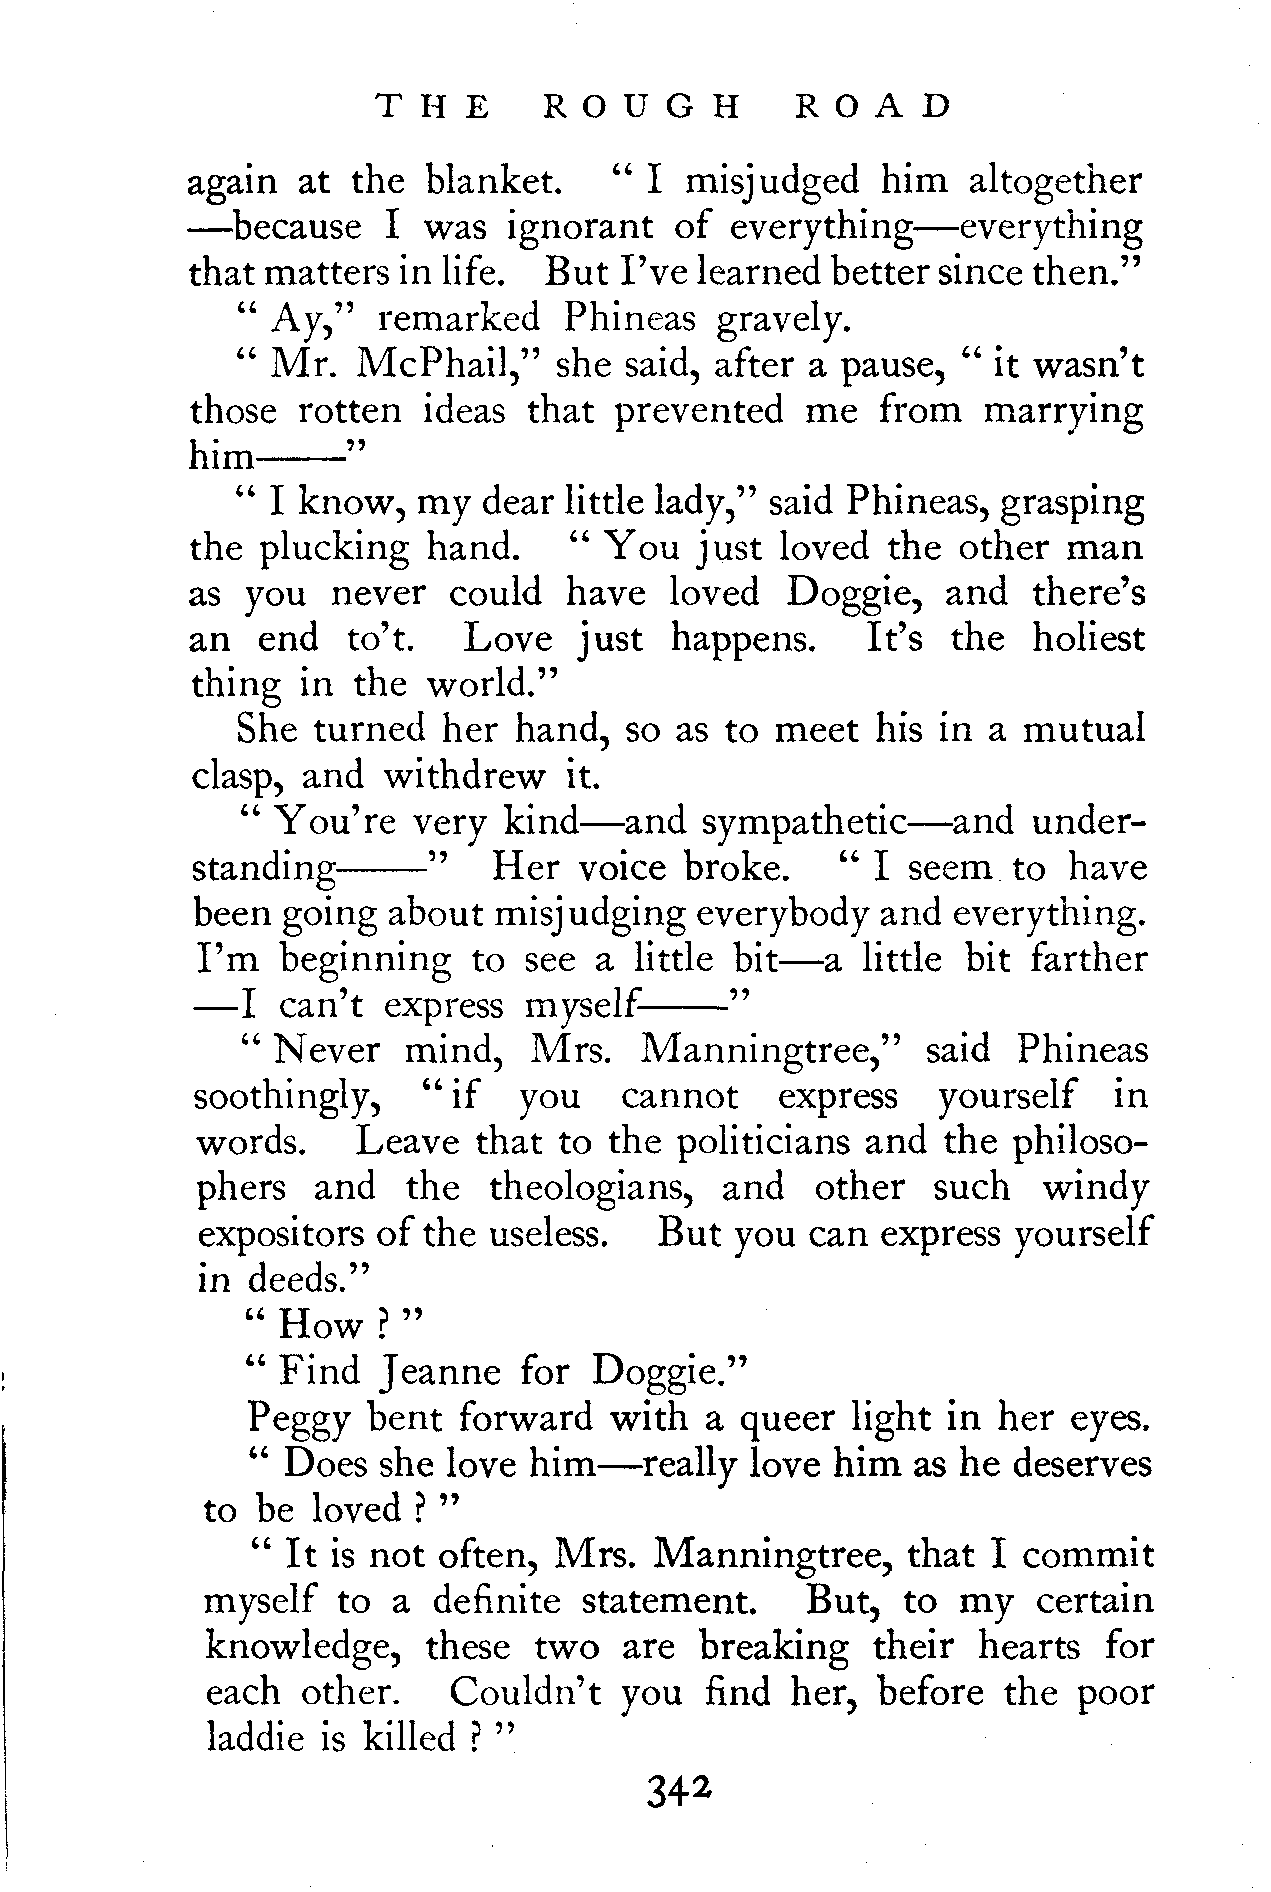 THE ROUGH ROAD
again at the blanket. “ I misjudged him altogether
—because I was ignorant of everything—everything
that matters in life. But I’ve learned better since then.”
“ Ay,” remarked Phineas gravely.
“ Mr. McPhail,” she said, after a pause, “ it wasn’t
those rotten ideas that prevented me from marrying
him——”
“ I know, my dear little lady,” said Phineas, grasping
the plucking hand. “ You just loved the other man
as you never could have loved Doggie, and there’s
an end to’t. Love just happens. It’s the holiest
thing in the world.”
She turned her hand, so as to meet his in a mutual
clasp, and withdrew it.
“ You’re very kind—and sympathetic—and under-
standing——” Her voice broke. “ I seem to have
been going about misjudging everybody and everything.
I’m beginning to see a little bit—a little bit farther
—I can’t express myself——”
“ Never mind, Mrs. Manningtree,” said Phineas
soothingly, “ if you cannot express yourself in
words. Leave that to the politicians and the philoso-
phers and the theologians, and other such windy
expositors of the useless. But you can express yourself
in deeds.”
“ How ? ”
“ Find Jeanne for Doggie.”
Peggy bent forward with a queer light in her eyes.
“ Does she love him—really love him as he deserves
to be loved ? ”
“ It is not often, Mrs. Manningtree, that I commit
myself to a definite statement. But, to my certain
knowledge, these two are breaking their hearts for
each other. Couldn’t you find her, before the poor
laddie is killed ? ”
342